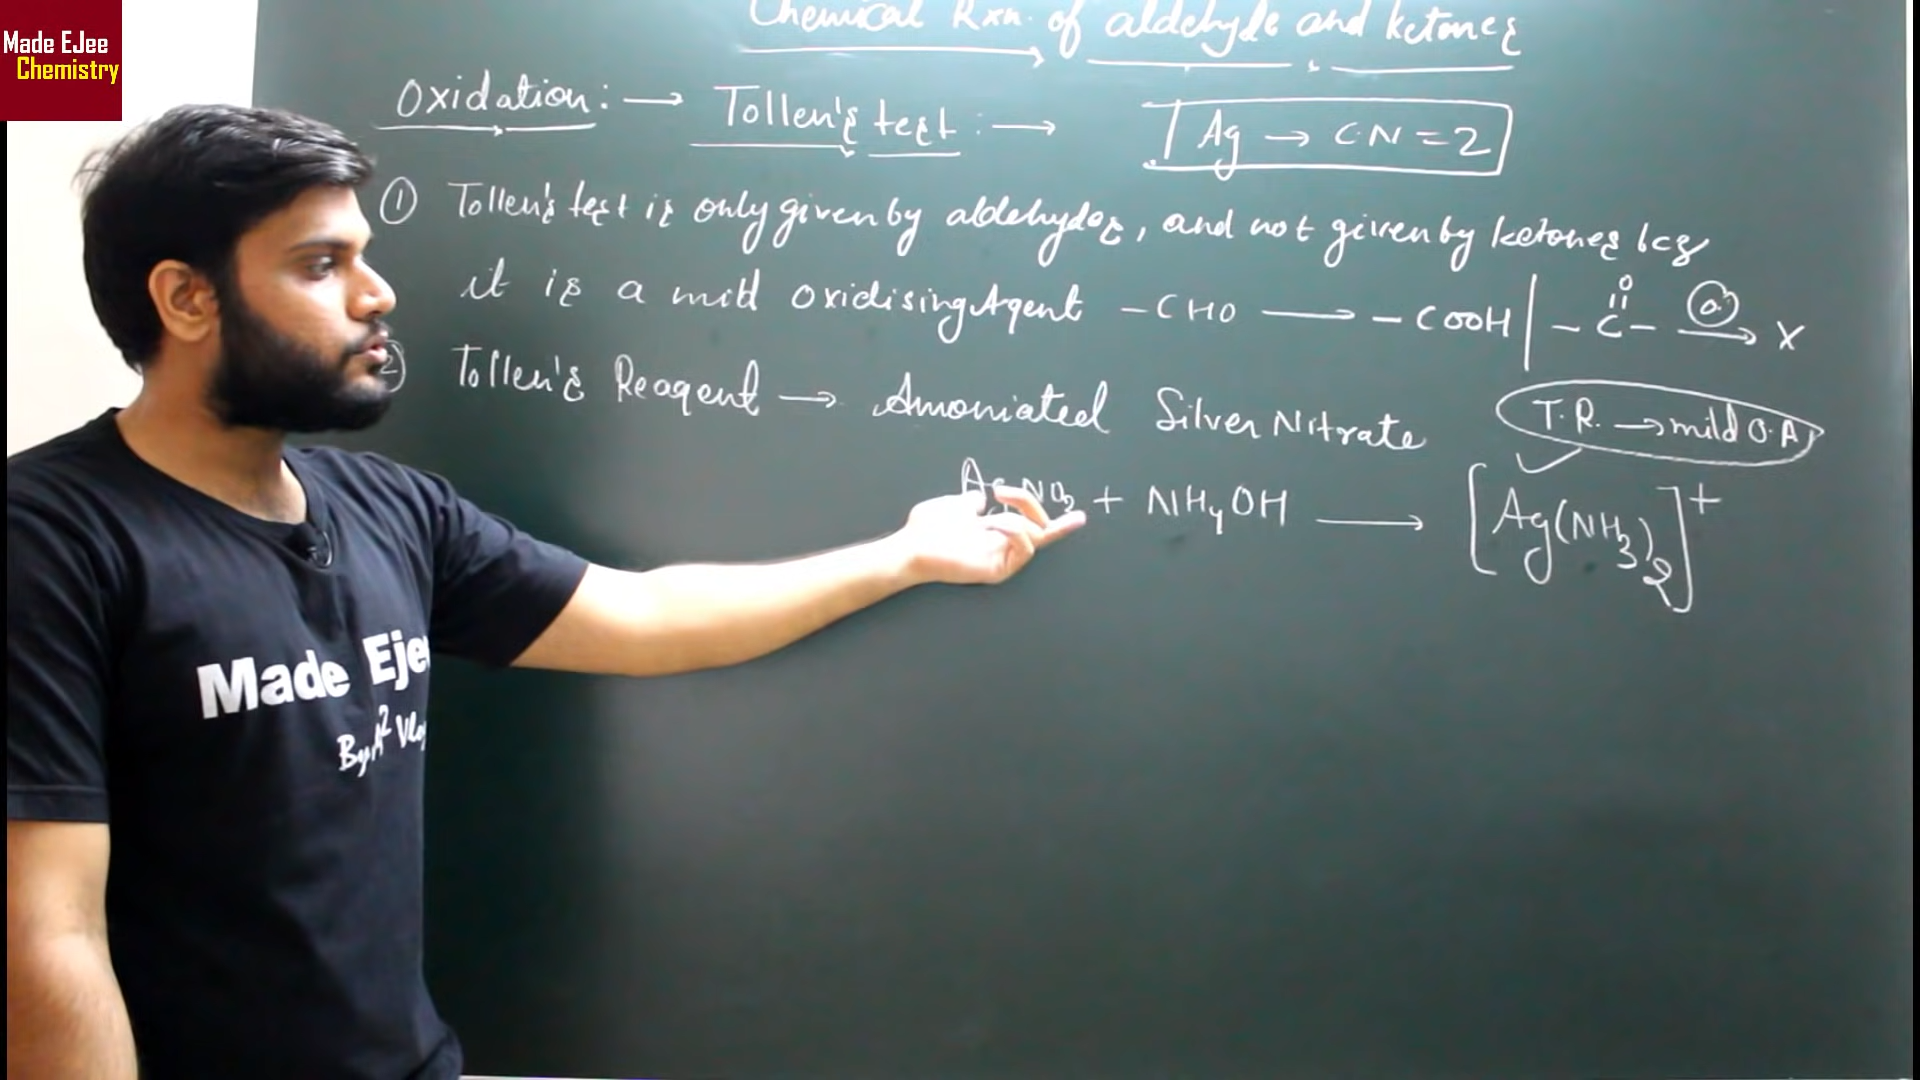 Made EJee
Chemistry
Chemical Rxn. of aldehyde and ketones
Oxidation: → Tollen's test: → Ag → C·N = 2
① Tollen's test is only given by aldehydes, and not given by ketones bcz
it is a mild oxidising Agent -CHO → -COOH | -C- → X
O
||
② Tollen's Reagent → Amoniated Silver Nitrate
T.R. → mild O.A
AgNO3 + NH4OH → [Ag(NH3)2]+
Made Ejee